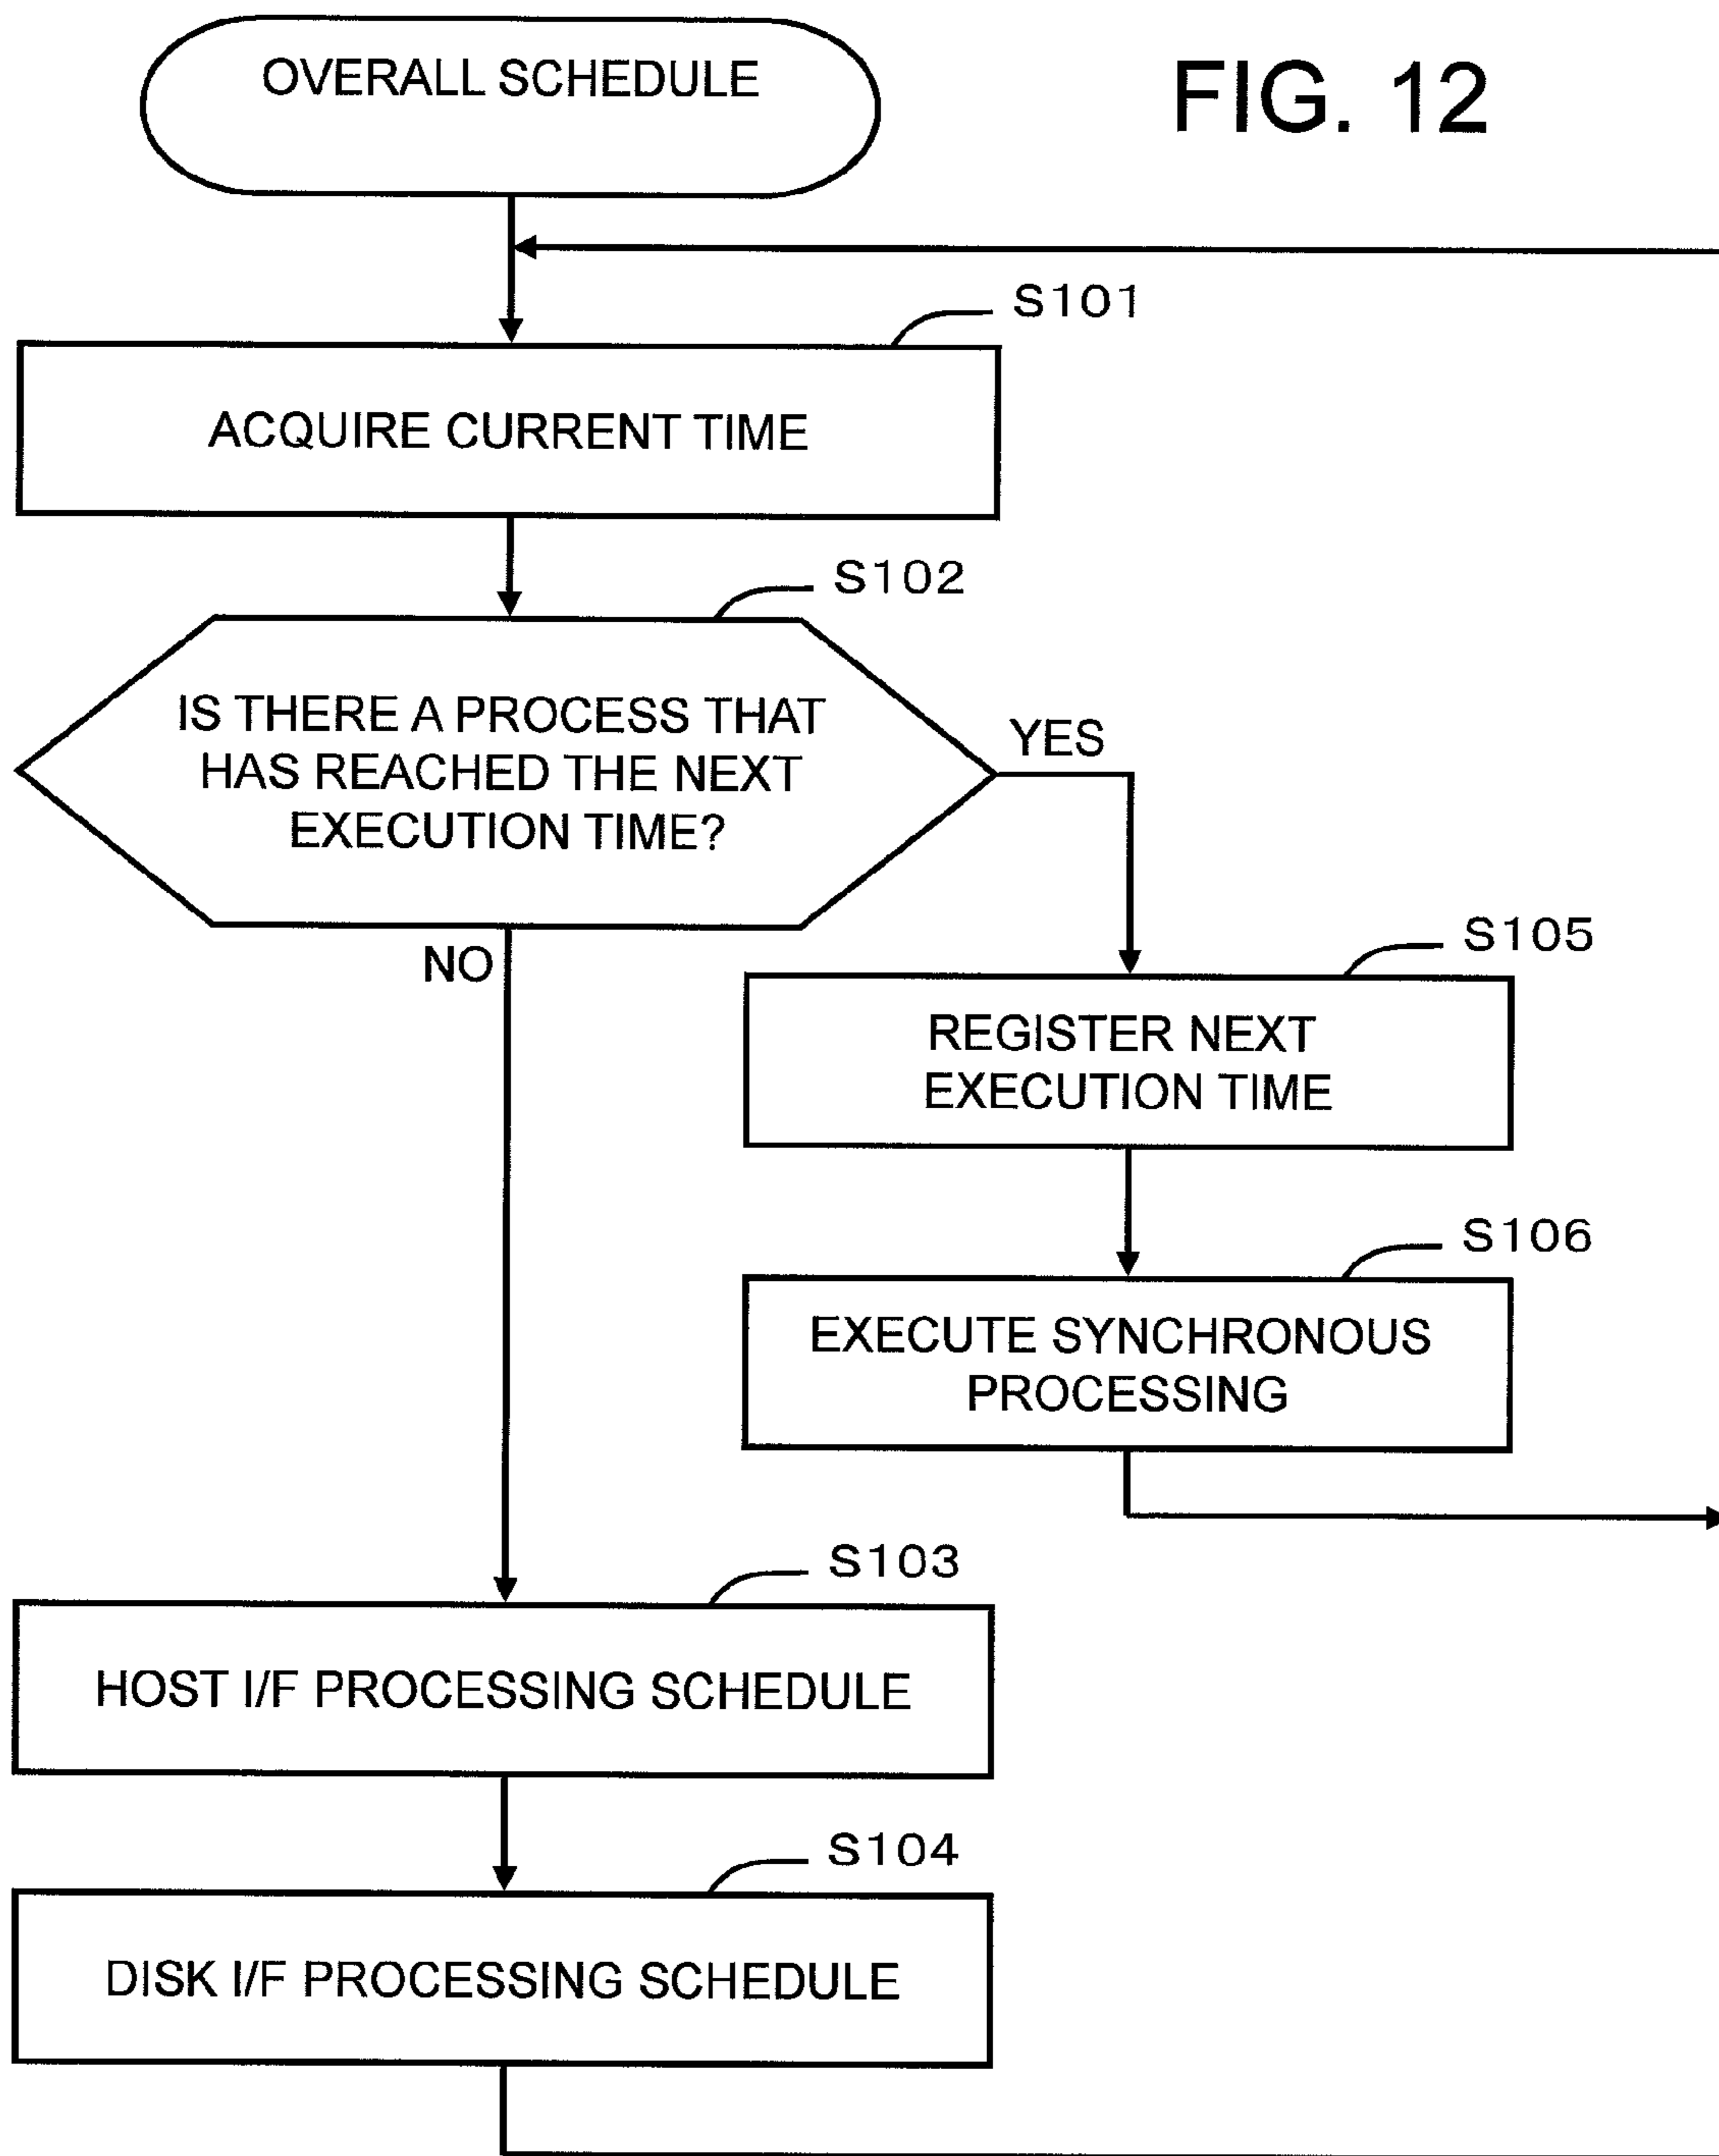 OVERALL SCHEDULE
FIG. 12
S101
ACQUIRE CURRENT TIME
S102
IS THERE A PROCESS THAT
HAS REACHED THE NEXT
EXECUTION TIME?
YES
NO
S105
REGISTER NEXT
EXECUTION TIME
S106
EXECUTE SYNCHRONOUS
PROCESSING
S103
HOST I/F PROCESSING SCHEDULE
S104
DISK I/F PROCESSING SCHEDULE